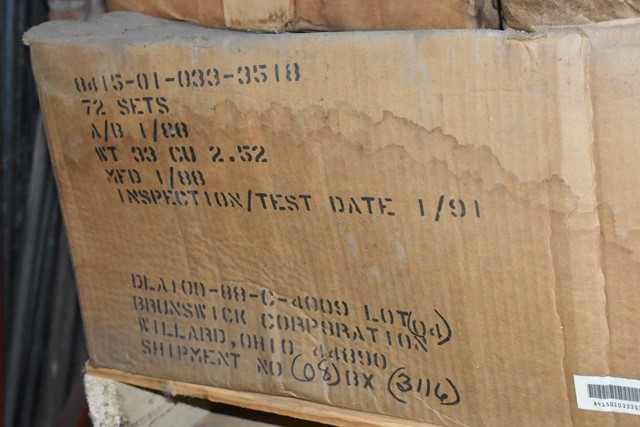 8415-01-033-3518
72 SETS
A/B 1/88
WT 33 CU 2.52
MFD 1/88
INSPECTION/TEST DATE 1/91
DLA100-88-C-4009 LOT(04)
BRUNSWICK CORPORATION
WILLARD, OHIO 44890
SHIPMENT NO (08) BX (3116)